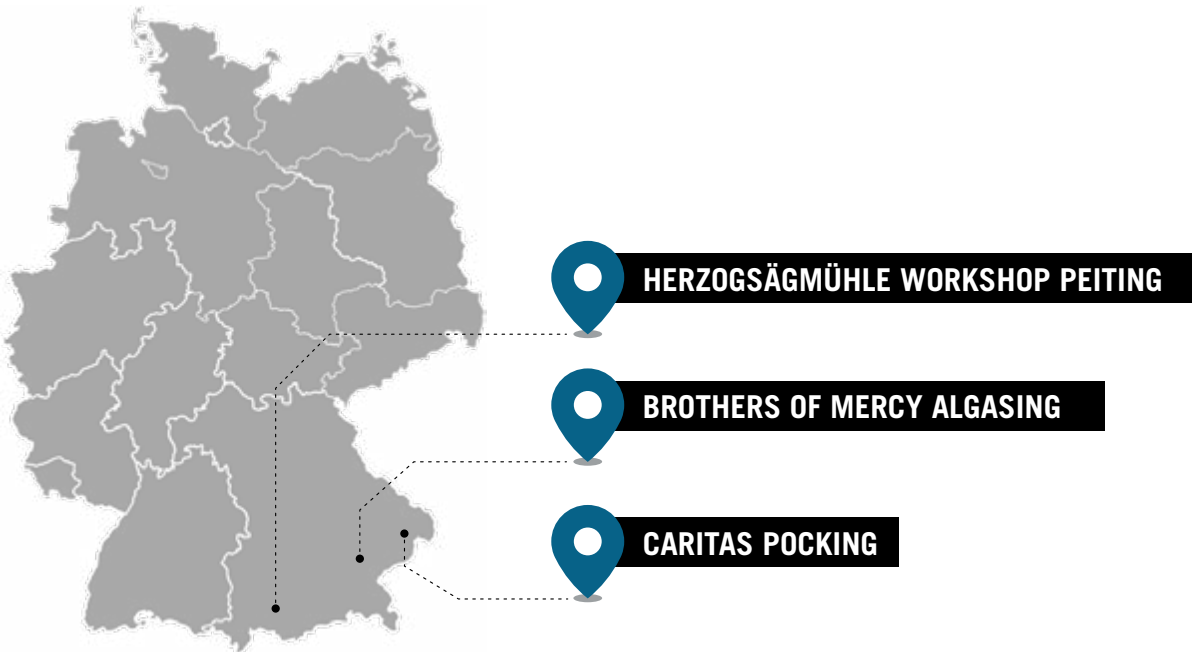 HERZOGSÄGMÜHLE WORKSHOP PEITING
BROTHERS OF MERCY ALGASING
CARITAS POCKING